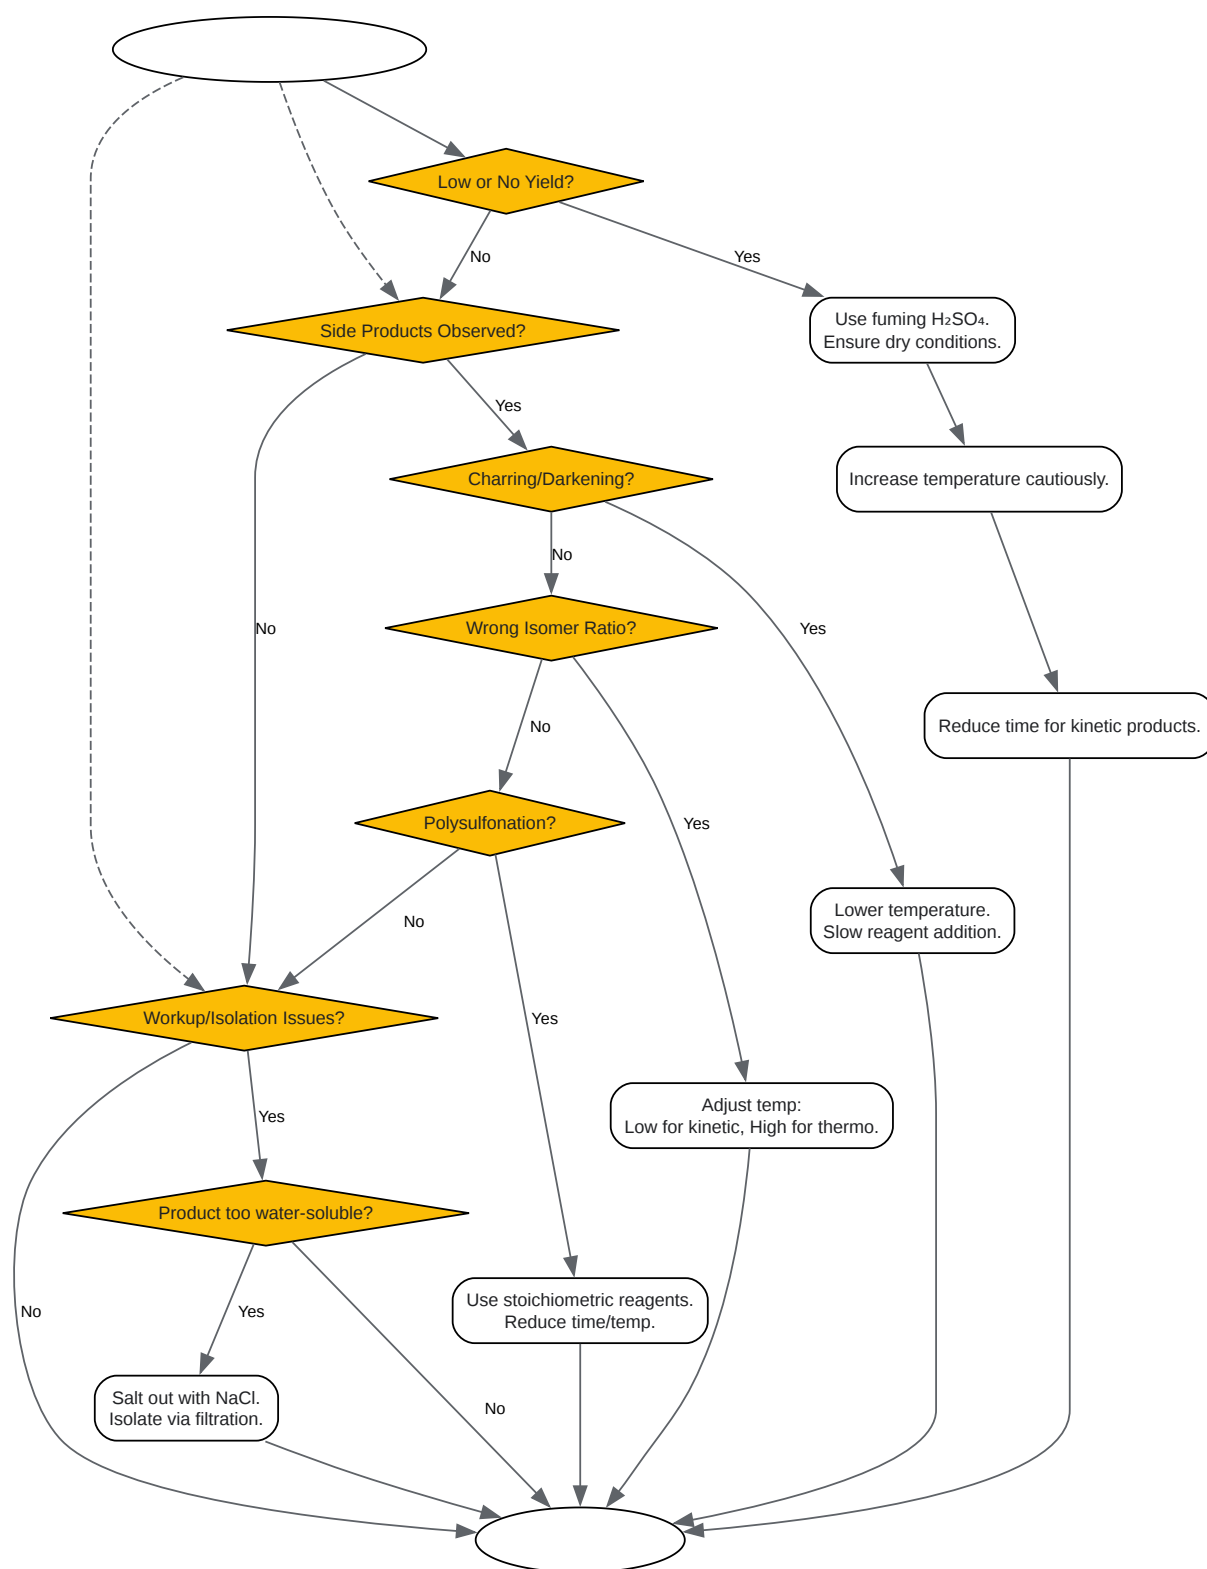 Low or No Yield?
No
Yes
Side Products Observed?
Use fuming H₂SO₄.
Ensure dry conditions.
Yes
Charring/Darkening?
Increase temperature cautiously.
No
No
Wrong Isomer Ratio?
Yes
No
Reduce time for kinetic products.
Polysulfonation?
Yes
No
Lower temperature.
Slow reagent addition.
Workup/Isolation Issues?
Yes
Yes
Adjust temp:
Low for kinetic, High for thermo.
Product too water-soluble?
No
Yes
Use stoichiometric reagents.
Reduce time/temp.
Salt out with NaCl.
Isolate via filtration.
No